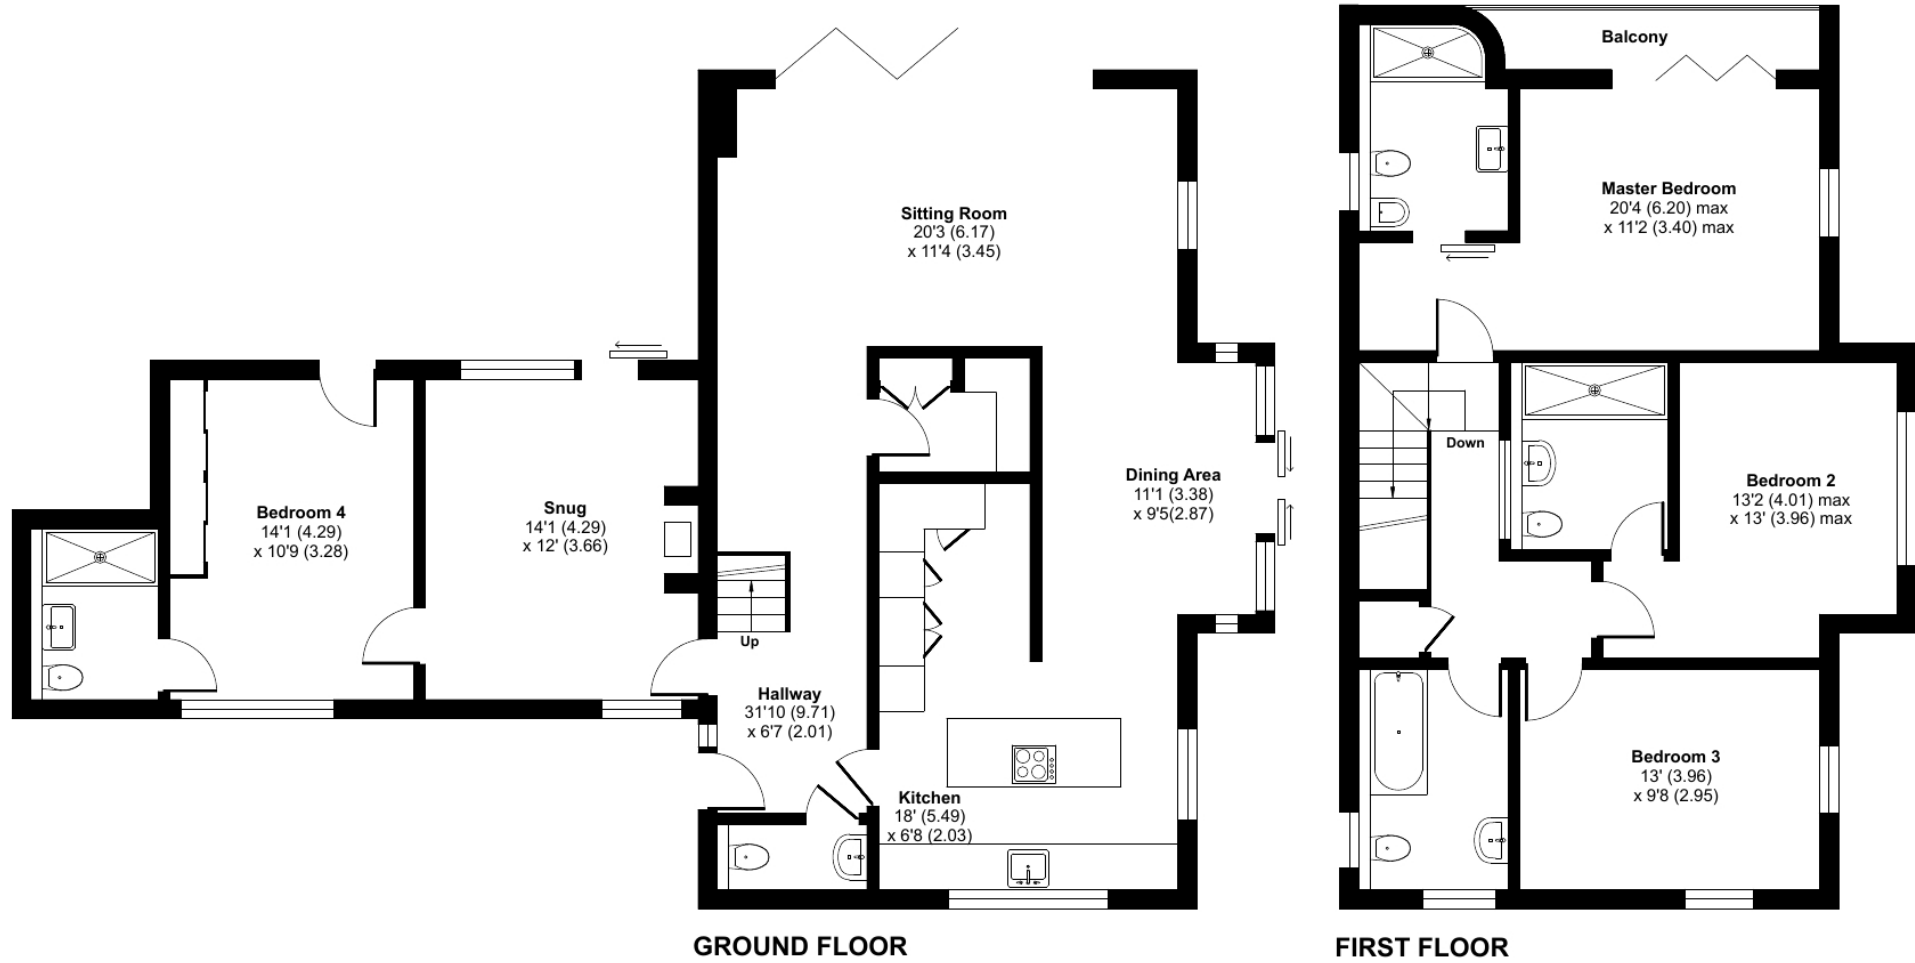 Sitting Room
20'3 (6.17)
x 11'4 (3.45)
Bedroom 4
14'1 (4.29)
x 10'9 (3.28)
Snug
14'1 (4.29)
x 12' (3.66)
Dining Area
11'1 (3.38)
x 9'5(2.87)
Up
Hallway
31'10 (9.71)
x 6'7 (2.01)
Kitchen
18' (5.49)
x 6'8 (2.03)
GROUND FLOOR
Balcony
Master Bedroom
20'4 (6.20) max
x 11'2 (3.40) max
Down
Bedroom 2
13'2 (4.01) max
x 13' (3.96) max
Bedroom 3
13' (3.96)
x 9'8 (2.95)
FIRST FLOOR